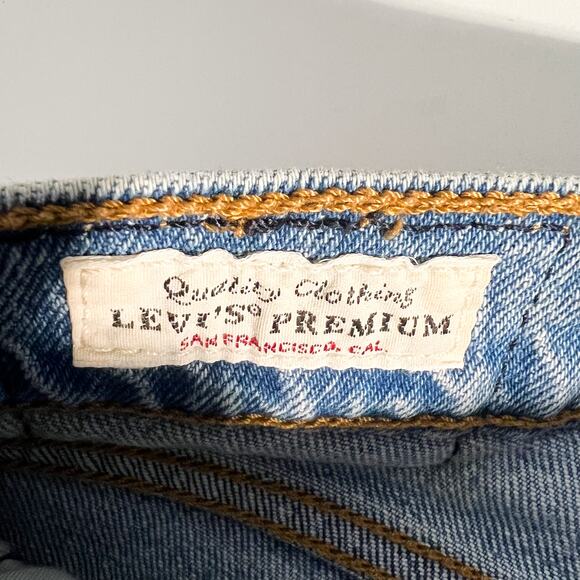 Quality Clothing
LEVI'S® PREMIUM
SAN FRANCISCO, CAL.